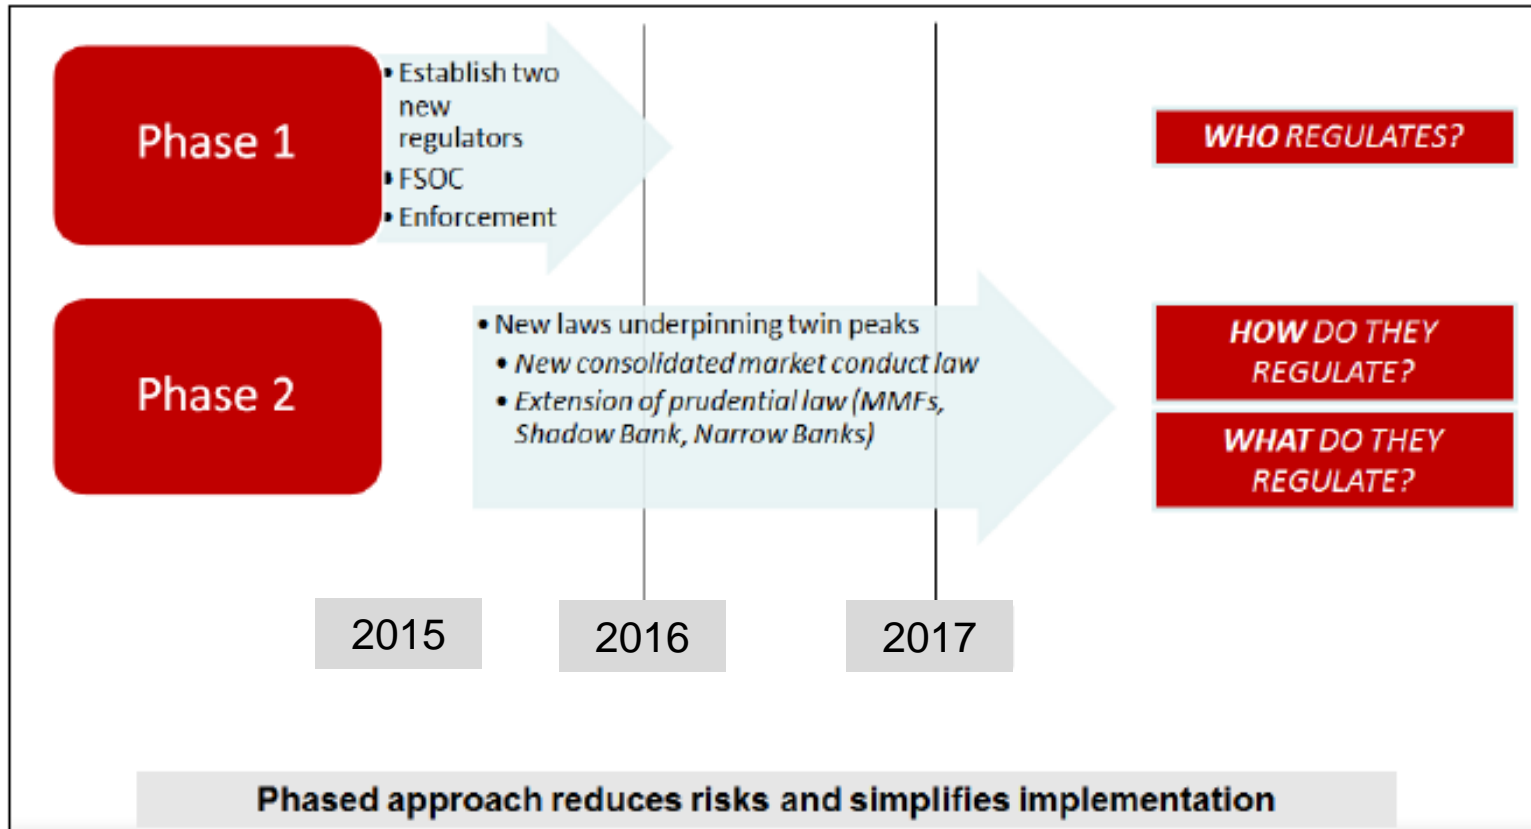 Phase 1
• Establish two
new
regulators
• FSOC
• Enforcement
WHO REGULATES?
Phase 2
• New laws underpinning twin peaks
• New consolidated market conduct law
• Extension of prudential law (MMFs,
Shadow Bank, Narrow Banks)
HOW DO THEY
REGULATE?
WHAT DO THEY
REGULATE?
2015
2016
2017
Phased approach reduces risks and simplifies implementation